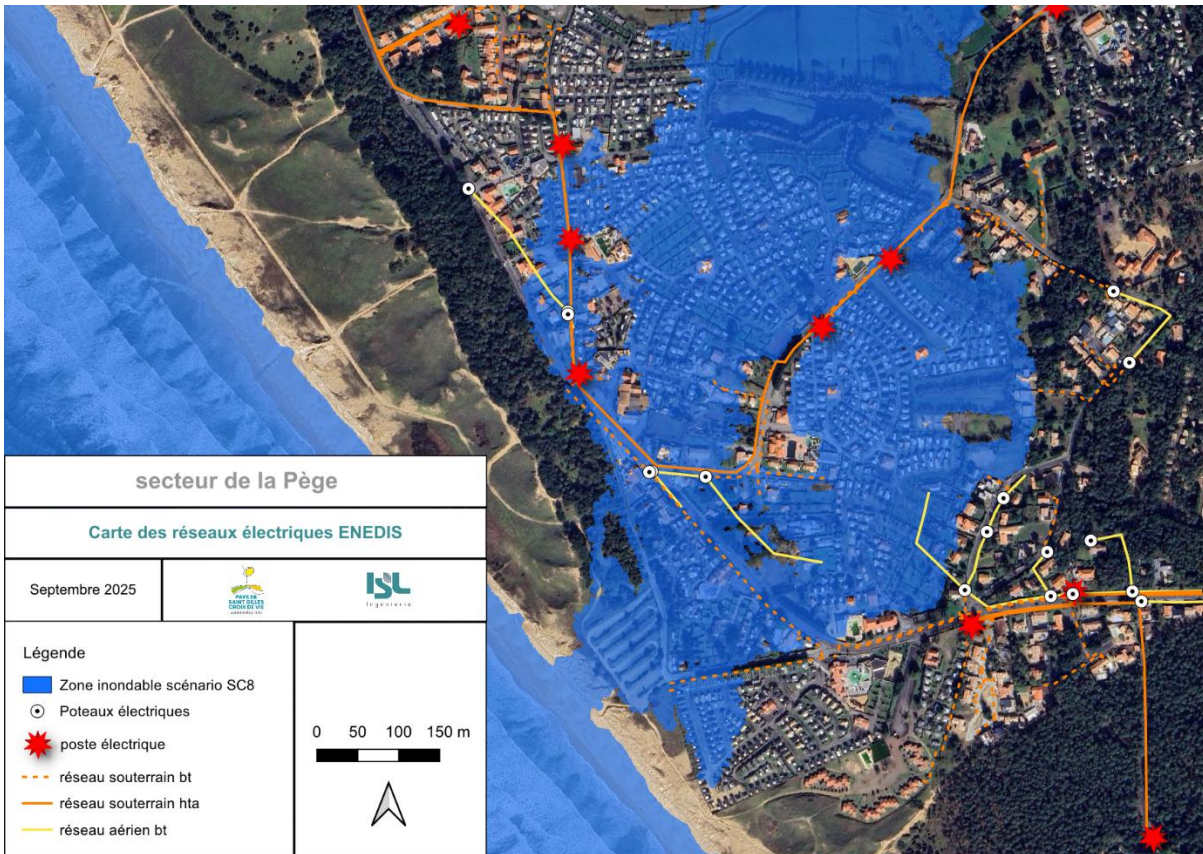 secteur de la Pège
Carte des réseaux électriques ENEDIS
Septembre 2025
PAYS DE
SAINT GILLES
CROIX DE VIE
ISL
Ingénierie
Légende
Zone inondable scénario SC8
Poteaux électriques
poste électrique
réseau souterrain bt
réseau souterrain hta
réseau aérien bt
0 50 100 150 m